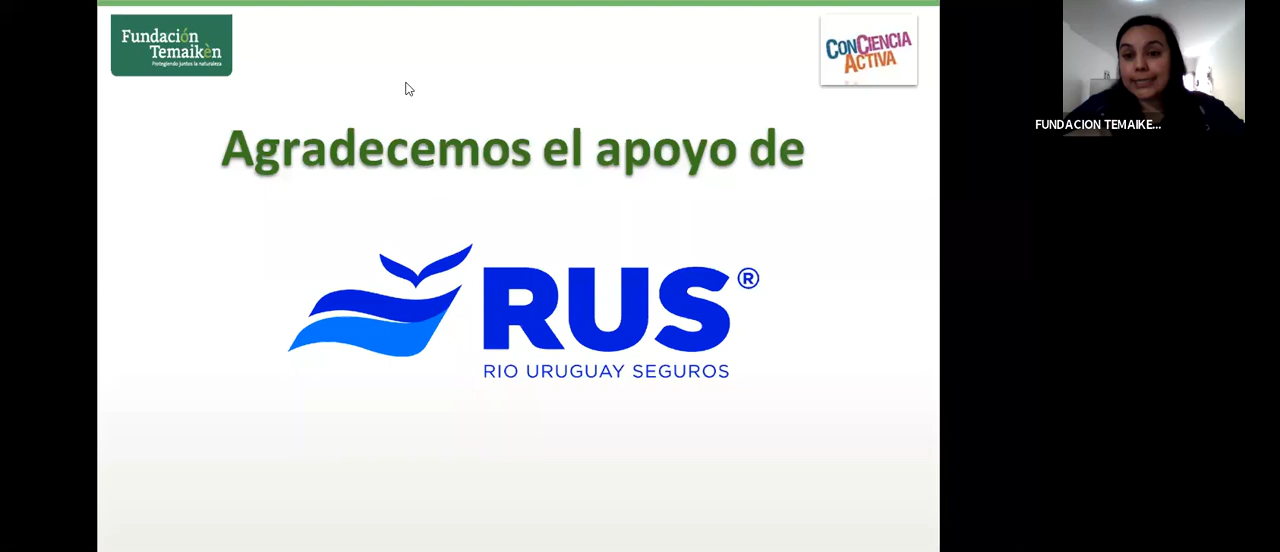 Fundación
Temaikèn
Protegiendo juntos la naturaleza
CONCIENCIA
ACTIVA
FUNDACION TEMAIKE...
Agradecemos el apoyo de
RUS®
RIO URUGUAY SEGUROS